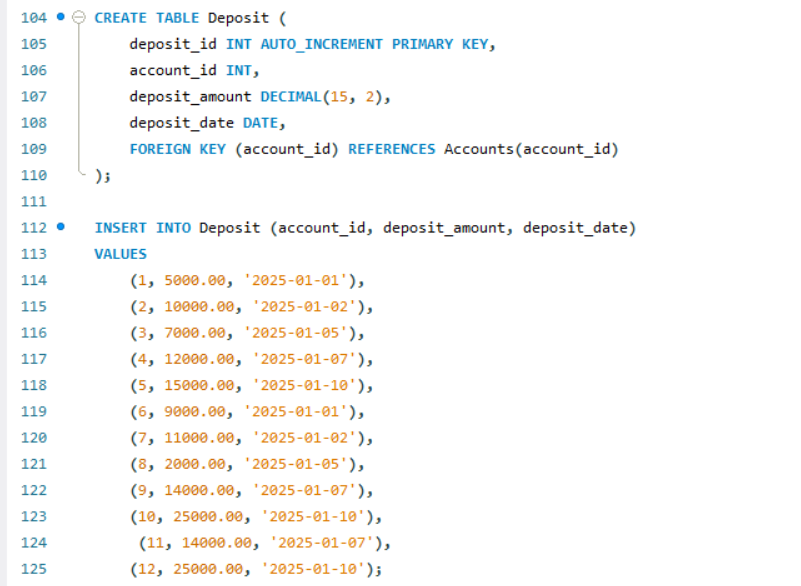 104 CREATE TABLE Deposit (
105 deposit_id INT AUTO_INCREMENT PRIMARY KEY,
106 account_id INT,
107 deposit_amount DECIMAL(15, 2),
108 deposit_date DATE,
109 FOREIGN KEY (account_id) REFERENCES Accounts(account_id)
110 );
111
112 INSERT INTO Deposit (account_id, deposit_amount, deposit_date)
113 VALUES
114 (1, 5000.00, '2025-01-01'),
115 (2, 10000.00, '2025-01-02'),
116 (3, 7000.00, '2025-01-05'),
117 (4, 12000.00, '2025-01-07'),
118 (5, 15000.00, '2025-01-10'),
119 (6, 9000.00, '2025-01-01'),
120 (7, 11000.00, '2025-01-02'),
121 (8, 2000.00, '2025-01-05'),
122 (9, 14000.00, '2025-01-07'),
123 (10, 25000.00, '2025-01-10'),
124 (11, 14000.00, '2025-01-07'),
125 (12, 25000.00, '2025-01-10');